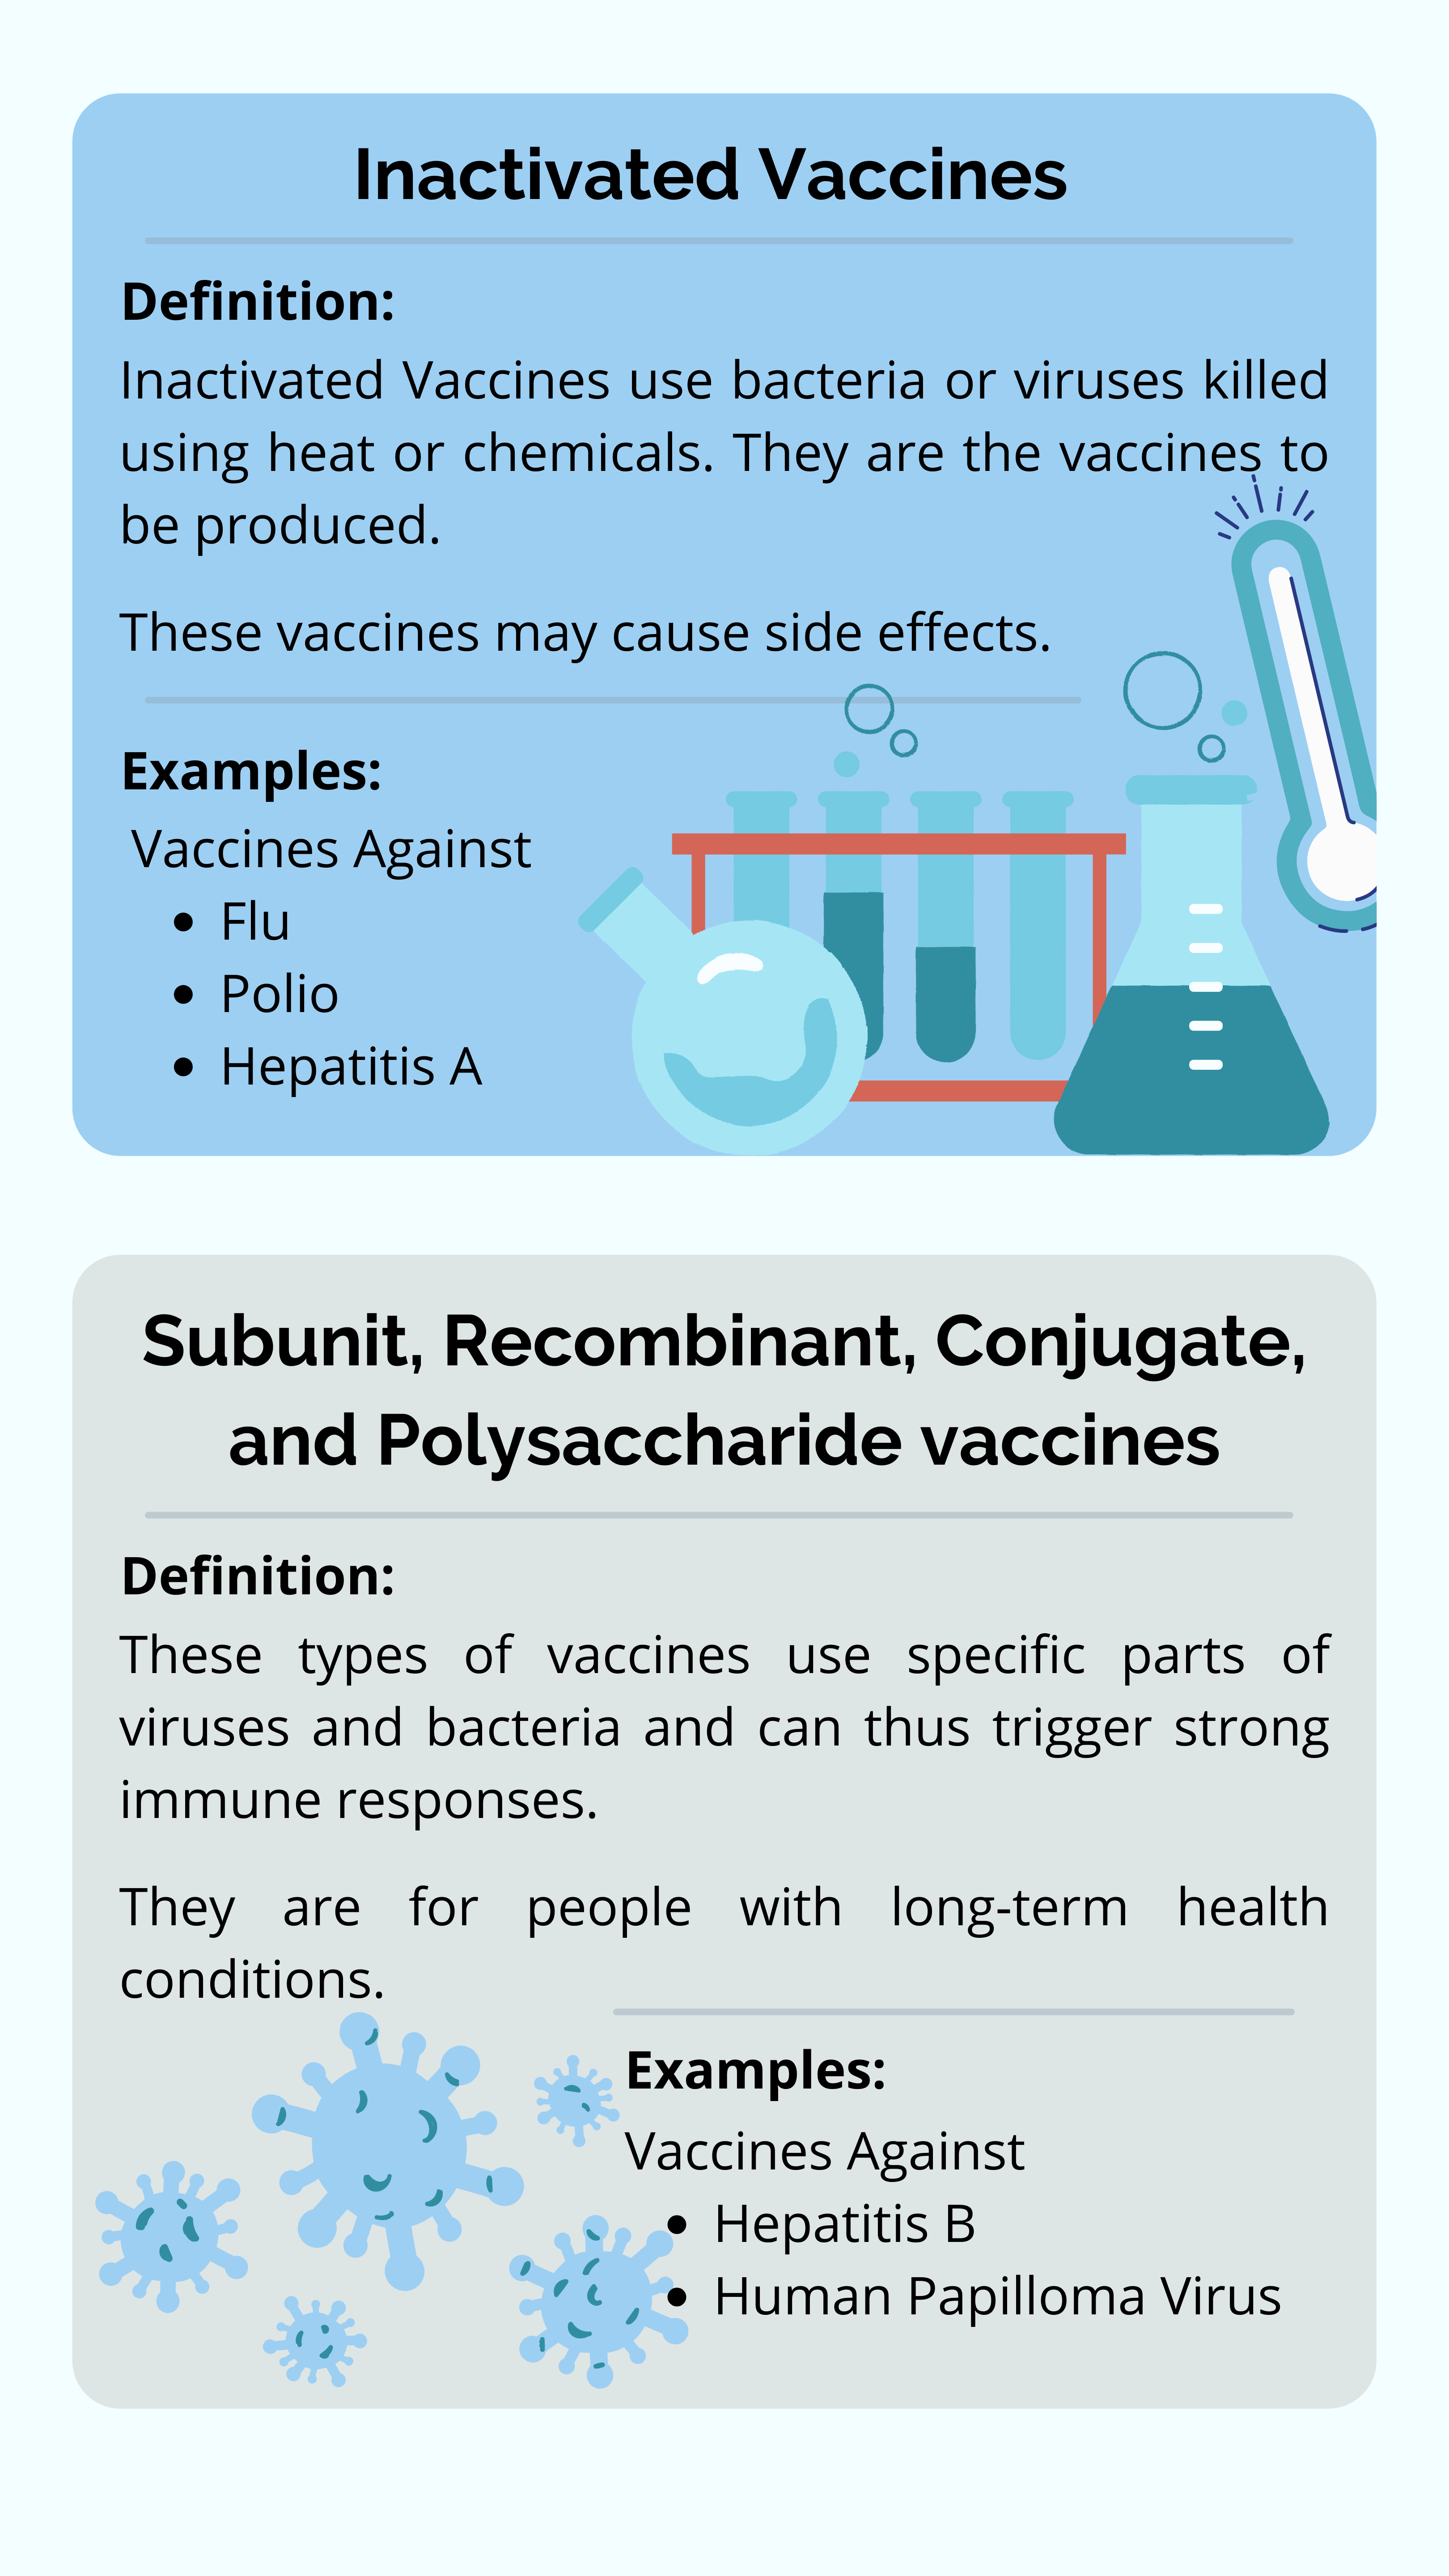 Inactivated Vaccines
Definition:
Inactivated Vaccines use bacteria or viruses killed
using heat or chemicals. They are the vaccines to
be produced.
These vaccines may cause side effects.
Examples:
Vaccines Against
• Flu
• Polio
• Hepatitis A
Subunit, Recombinant, Conjugate,
and Polysaccharide vaccines
Definition:
These types of vaccines use specific parts of
viruses and bacteria and can thus trigger strong
immune responses.
They are for people with long-term health
conditions.
Examples:
Vaccines Against
• Hepatitis B
• Human Papilloma Virus